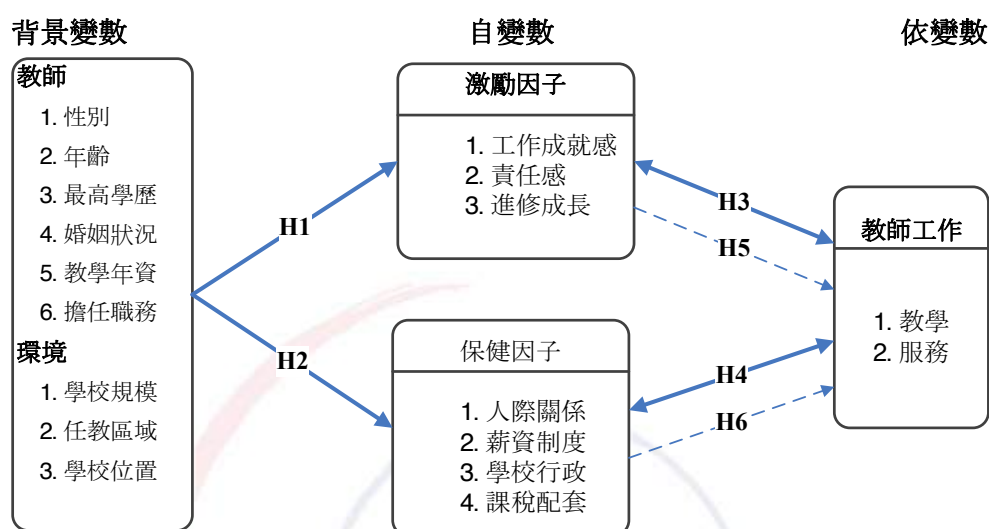 背景變數
自變數
依變數
教師
1. 性別
2. 年齡
3. 最高學歷
4. 婚姻狀況
5. 教學年資
6. 擔任職務
環境
1. 學校規模
2. 任教區域
3. 學校位置
H1
H2
激勵因子
1. 工作成就感
2. 責任感
3. 進修成長
保健因子
1. 人際關係
2. 薪資制度
3. 學校行政
4. 課稅配套
H3
H5
H4
H6
教師工作
1. 教學
2. 服務